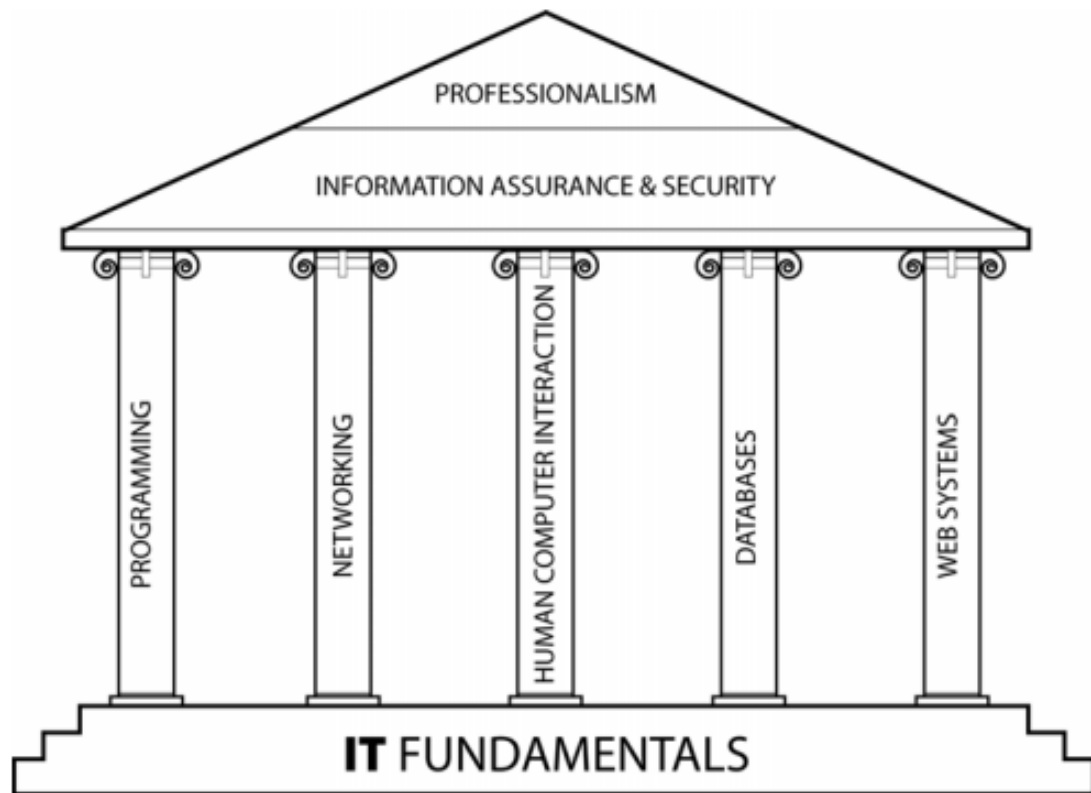 PROFESSIONALISM
INFORMATION ASSURANCE & SECURITY
PROGRAMMING
NETWORKING
HUMAN COMPUTER INTERACTION
DATABASES
WEB SYSTEMS
IT FUNDAMENTALS